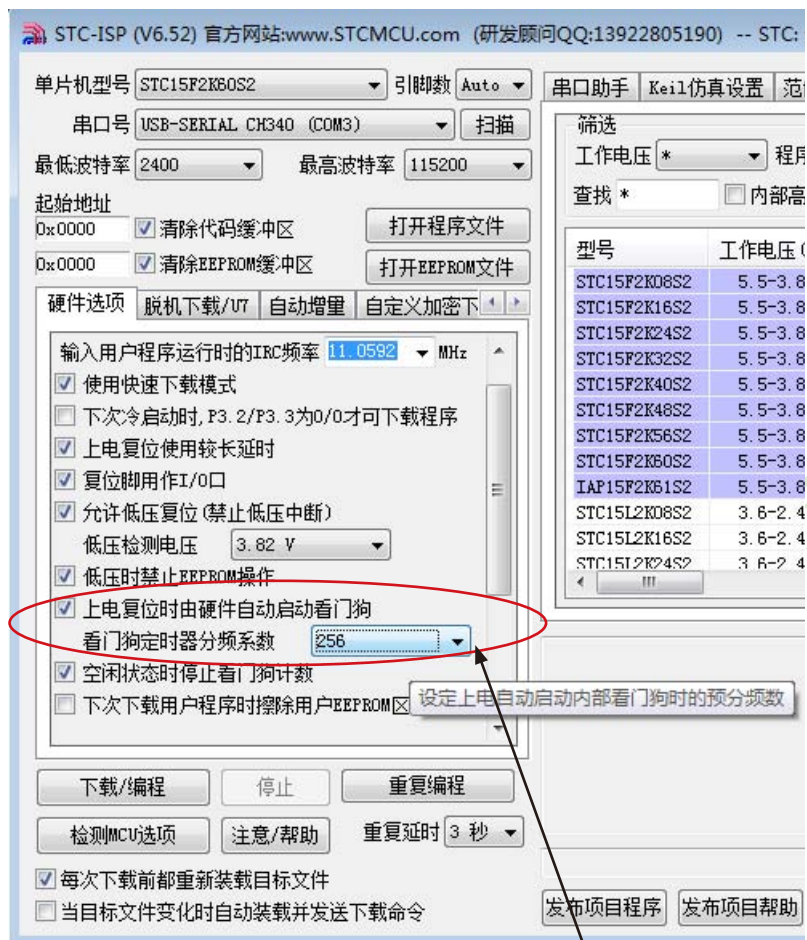 STC-ISP (V6.52) 官方网站:www.STCMCU.com (研发顾问QQ:13922805190) -- STC:
单片机型号 STC15F2K60S2 引脚数 Auto
串口号 USB-SERIAL CH340 (COM3) 扫描
最低波特率 2400 最高波特率 115200
起始地址
0x0000 清除代码缓冲区 打开程序文件
0x0000 清除EEPROM缓冲区 打开EEPROM文件
硬件选项 脱机下载/U7 自动增量 自定义加密下
输入用户程序运行时的IRC频率 11.0592 MHz
使用快速下载模式
下次冷启动时,P3.2/P3.3为0/0才可下载程序
上电复位使用较长延时
复位脚用作I/O口
允许低压复位(禁止低压中断)
低压检测电压 3.82 V
低压时禁止EEPROM操作
上电复位时由硬件自动启动看门狗
看门狗定时器分频系数 256
空闲状态时停止看门狗计数
下次下载用户程序时擦除用户EEPROM区
设定上电自动启动内部看门狗时的预分频数
下载/编程 停止 重复编程
检测MCU选项 注意/帮助 重复延时 3 秒
每次下载前都重新装载目标文件
当目标文件变化时自动装载并发送下载命令
串口助手 Keil仿真设置 范
筛选
工作电压 * 程序
查找 * 内部高
型号 工作电压(
STC15F2K08S2 5.5-3.8
STC15F2K16S2 5.5-3.8
STC15F2K24S2 5.5-3.8
STC15F2K32S2 5.5-3.8
STC15F2K40S2 5.5-3.8
STC15F2K48S2 5.5-3.8
STC15F2K56S2 5.5-3.8
STC15F2K60S2 5.5-3.8
IAP15F2K61S2 5.5-3.8
STC15L2K08S2 3.6-2.4
STC15L2K16S2 3.6-2.4
STC15L2K24S2 3.6-2.4
发布项目程序 发布项目帮助